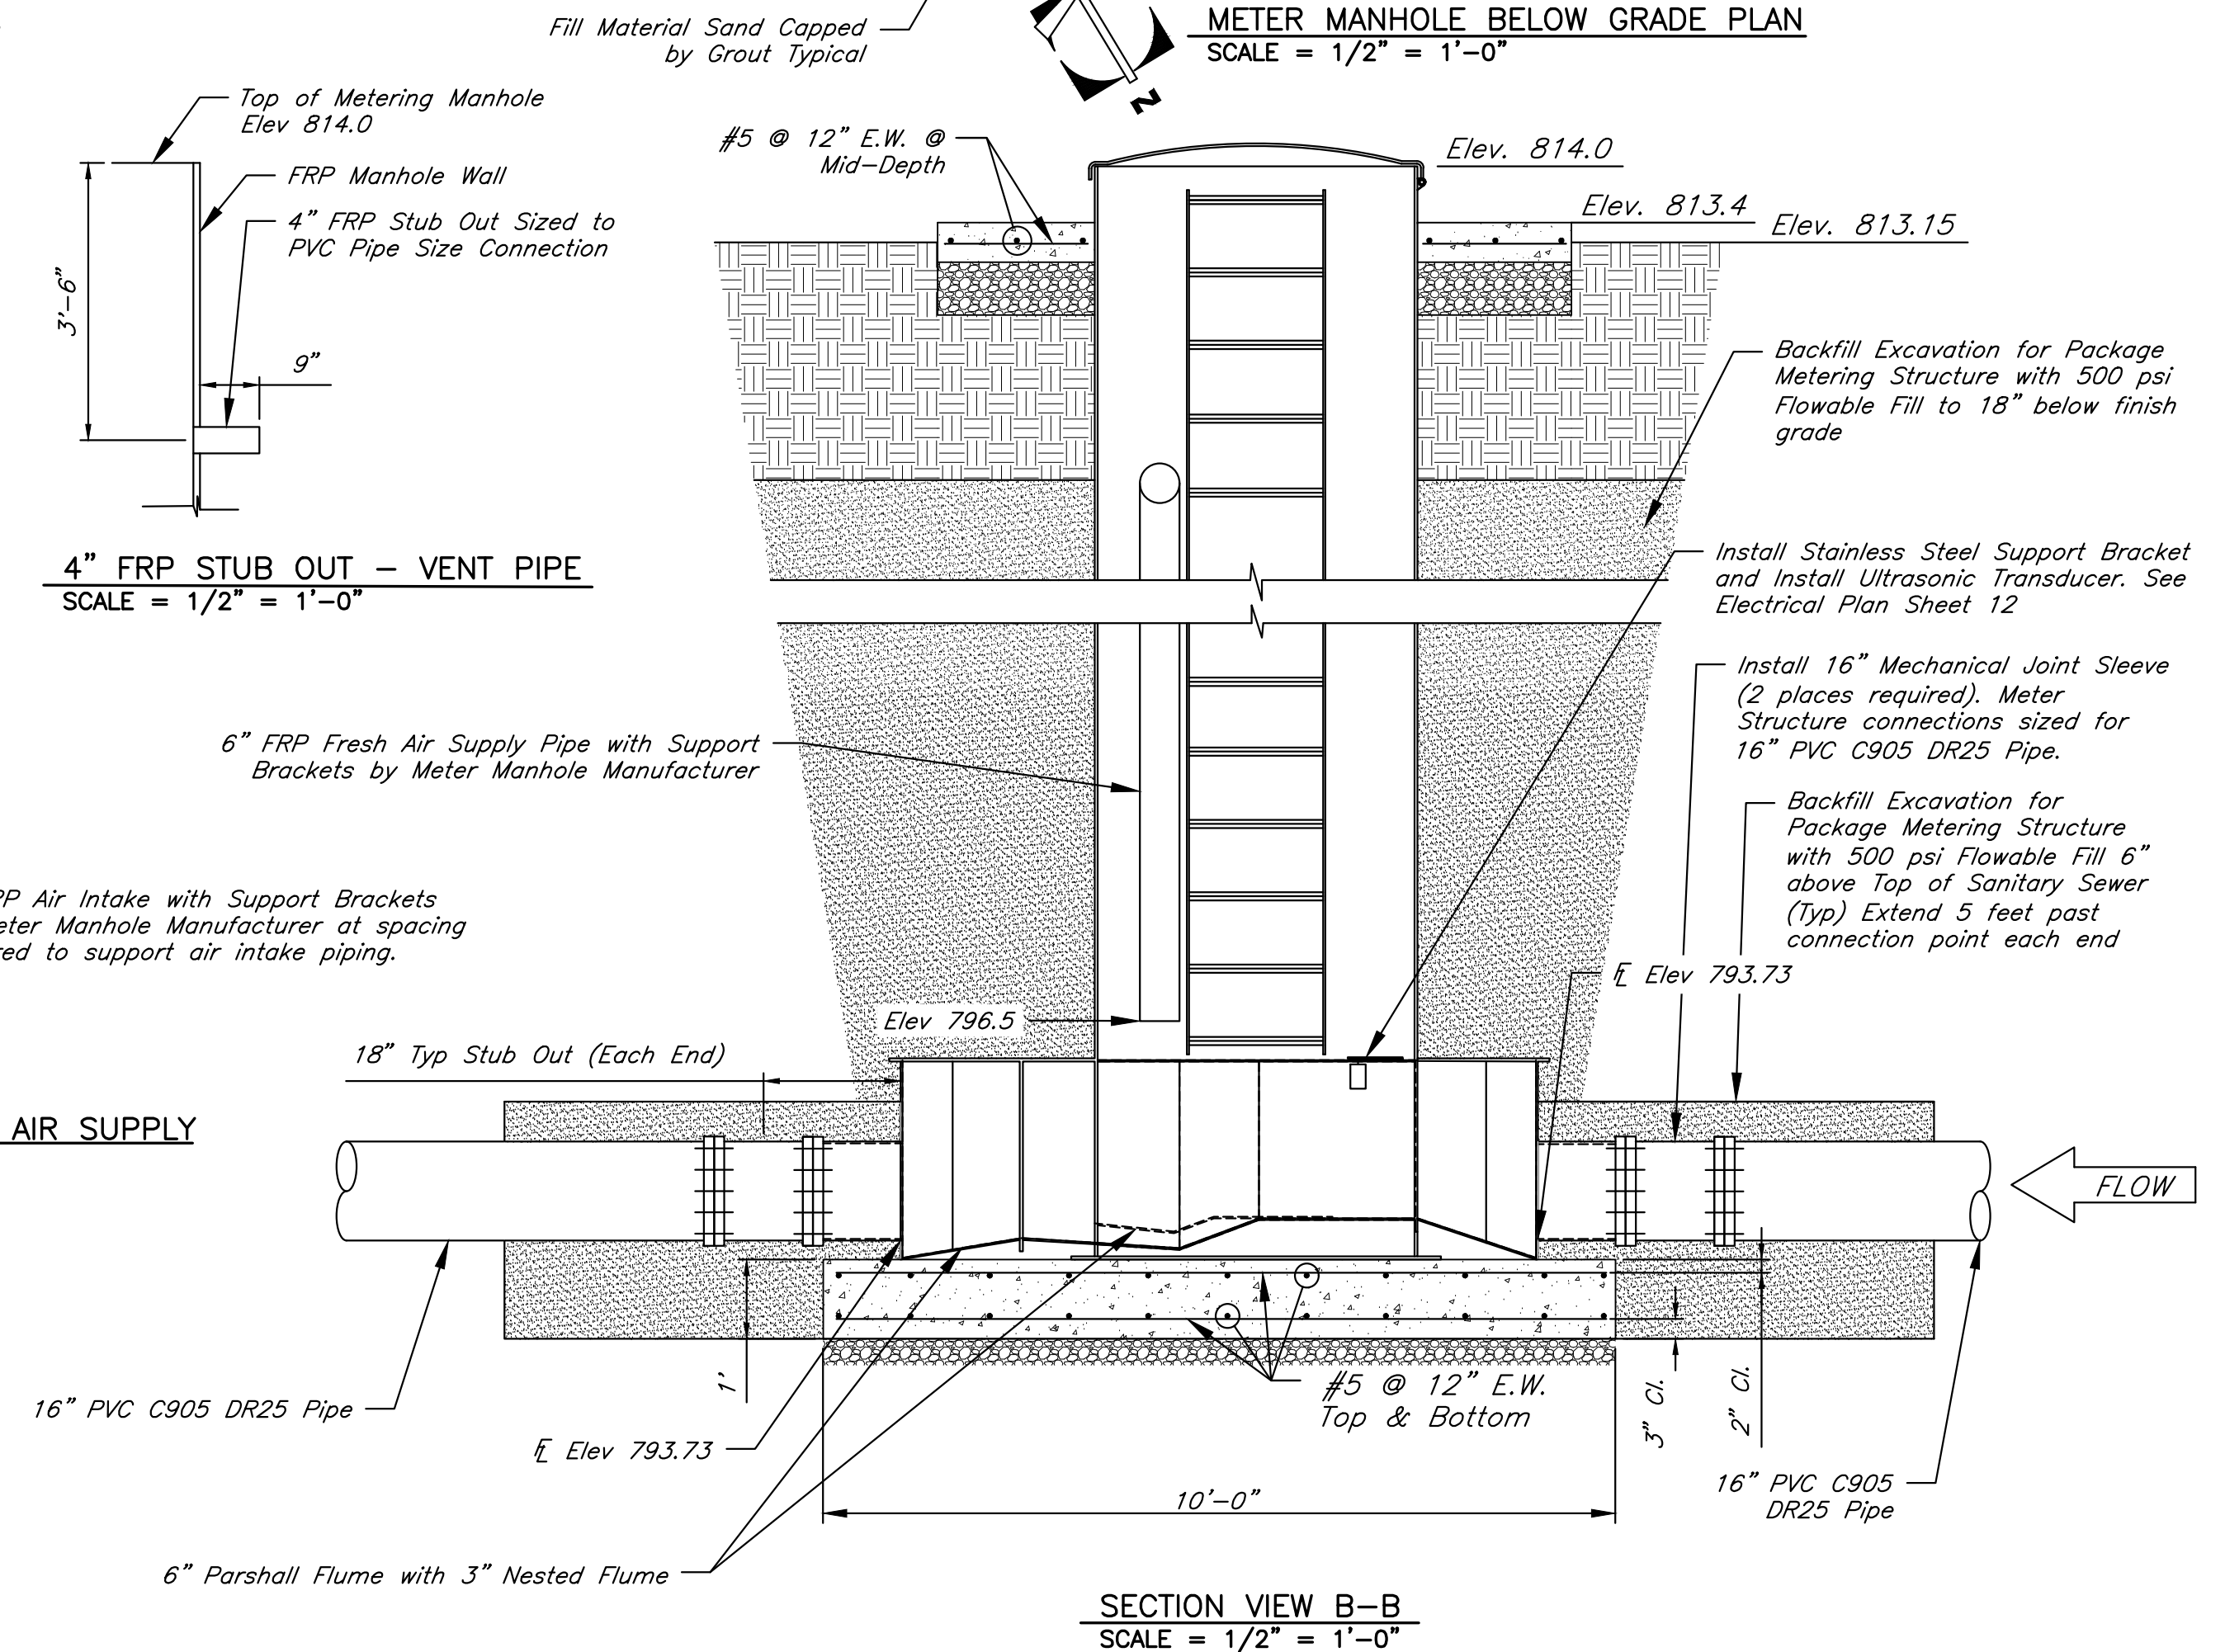 Fill Material Sand Capped
by Grout Typical
METER MANHOLE BELOW GRADE PLAN
SCALE = 1/2" = 1'-0"
N
Top of Metering Manhole
Elev 814.0
FRP Manhole Wall
4" FRP Stub Out Sized to
PVC Pipe Size Connection
3'-6"
9"
4" FRP STUB OUT - VENT PIPE
SCALE = 1/2" = 1'-0"
#5 @ 12" E.W. @
Mid-Depth
Elev. 814.0
Elev. 813.4
Elev. 813.15
Backfill Excavation for Package
Metering Structure with 500 psi
Flowable Fill to 18" below finish
grade
Install Stainless Steel Support Bracket
and Install Ultrasonic Transducer. See
Electrical Plan Sheet 12
Install 16" Mechanical Joint Sleeve
(2 places required). Meter
Structure connections sized for
16" PVC C905 DR25 Pipe.
6" FRP Fresh Air Supply Pipe with Support
Brackets by Meter Manhole Manufacturer
Backfill Excavation for
Package Metering Structure
with 500 psi Flowable Fill 6"
above Top of Sanitary Sewer
(Typ) Extend 5 feet past
connection point each end
Air Intake with Support Brackets
Manhole Manufacturer at spacing
to support air intake piping.
℄ Elev 793.73
Elev 796.5
18" Typ Stub Out (Each End)
AIR SUPPLY
FLOW
1'
#5 @ 12" E.W.
Top & Bottom
3" Cl.
2" Cl.
16" PVC C905 DR25 Pipe
℄ Elev 793.73
16" PVC C905
DR25 Pipe
10'-0"
6" Parshall Flume with 3" Nested Flume
SECTION VIEW B-B
SCALE = 1/2" = 1'-0"